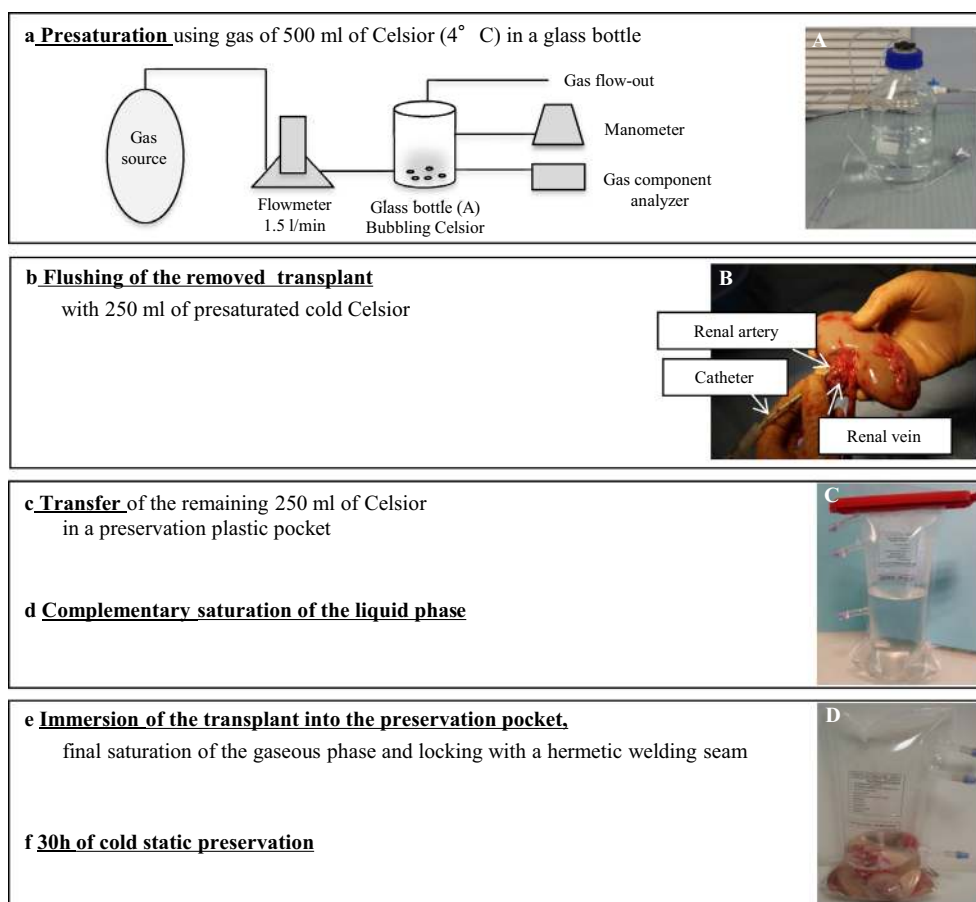 a Presaturation using gas of 500 ml of Celsior (4° C) in a glass bottle
A
Gas flow-out
Gas
source
Manometer
Gas component
analyzer
Flowmeter
1.5 l/min
Glass bottle (A)
Bubbling Celsior
b Flushing of the removed transplant
with 250 ml of presaturated cold Celsior
B
Renal artery
Catheter
Renal vein
c Transfer of the remaining 250 ml of Celsior
in a preservation plastic pocket
C
d Complementary saturation of the liquid phase
e Immersion of the transplant into the preservation pocket,
final saturation of the gaseous phase and locking with a hermetic welding seam
D
f 30h of cold static preservation